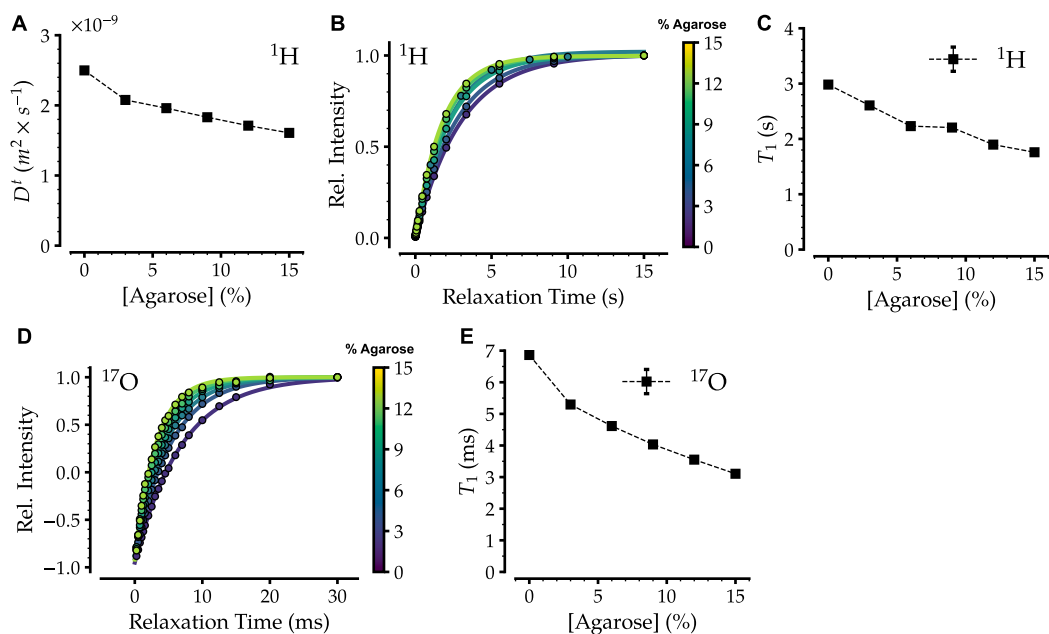 A
×10⁻⁹
¹H
3
2
1
0
Dᵗ (m² × s⁻¹)
0 5 10 15
[Agarose] (%)
B
¹H
1.0
0.5
0.0
Rel. Intensity
0 5 10 15
Relaxation Time (s)
% Agarose
15
12
9
6
3
0
C
¹H
4
3
2
1
0
T₁ (s)
0 5 10 15
[Agarose] (%)
D
¹⁷O
1.0
0.5
0.0
−0.5
−1.0
Rel. Intensity
0 10 20 30
Relaxation Time (ms)
% Agarose
15
12
9
6
3
0
E
¹⁷O
7
6
5
4
3
2
1
0
T₁ (ms)
0 5 10 15
[Agarose] (%)